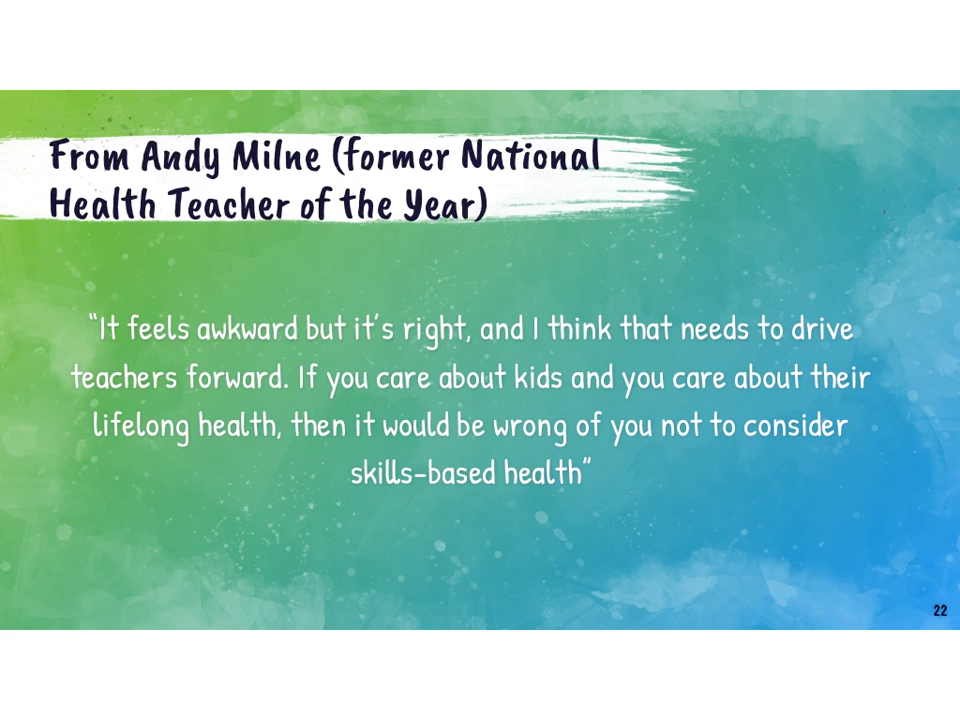 From Andy Milne (former National
Health Teacher of the Year)
“It feels awkward but it’s right, and I think that needs to drive
teachers forward. If you care about kids and you care about their
lifelong health, then it would be wrong of you not to consider
skills-based health”
22